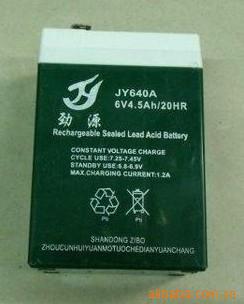 JY640A
6V4.5Ah/20HR
JY
劲源
Rechargeable Sealed Lead Acid Battery
CONSTANT VOLTAGE CHARGE
CYCLE USE:7.25-7.45V
STANDBY USE:6.8-6.9V
MAX.CHARGING CURRENT:1.2A
Pb
Pb
SHANDONG ZIBO
ZHOUCUNHUIYUANMOTUOCHEDIANYUANCHANG